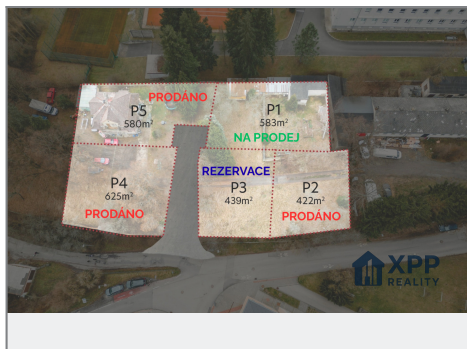 PRODÁNO
P5
580m²
P1
583m²
NA PRODEJ
P4
625m²
PRODÁNO
REZERVACE
P3
439m²
P2
422m²
PRODÁNO
XPP
REALITY